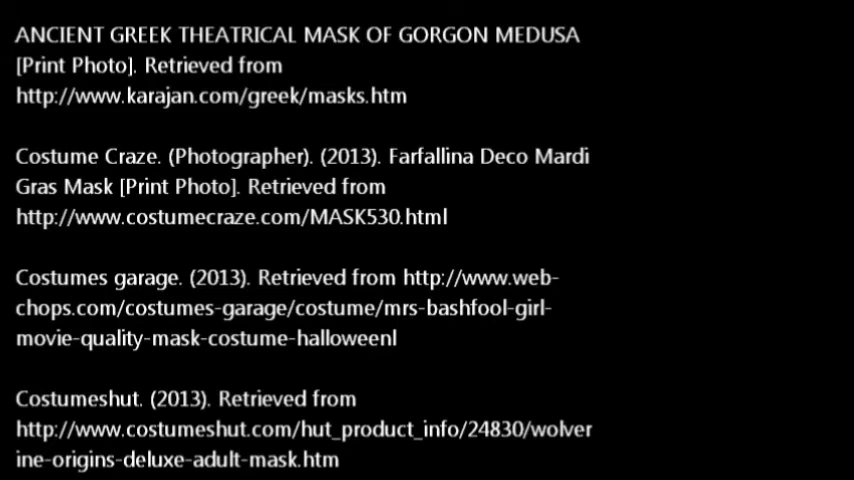 ANCIENT GREEK THEATRICAL MASK OF GORGON MEDUSA
[Print Photo]. Retrieved from
http://www.karajan.com/greek/masks.htm
Costume Craze. (Photographer). (2013). Farfallina Deco Mardi
Gras Mask [Print Photo]. Retrieved from
http://www.costumecraze.com/MASK530.html
Costumes garage. (2013). Retrieved from http://www.web-
chops.com/costumes-garage/costume/mrs-bashfool-girl-
movie-quality-mask-costume-halloweenl
Costumeshut. (2013). Retrieved from
http://www.costumeshut.com/hut_product_info/24830/wolver
ine-origins-deluxe-adult-mask.htm